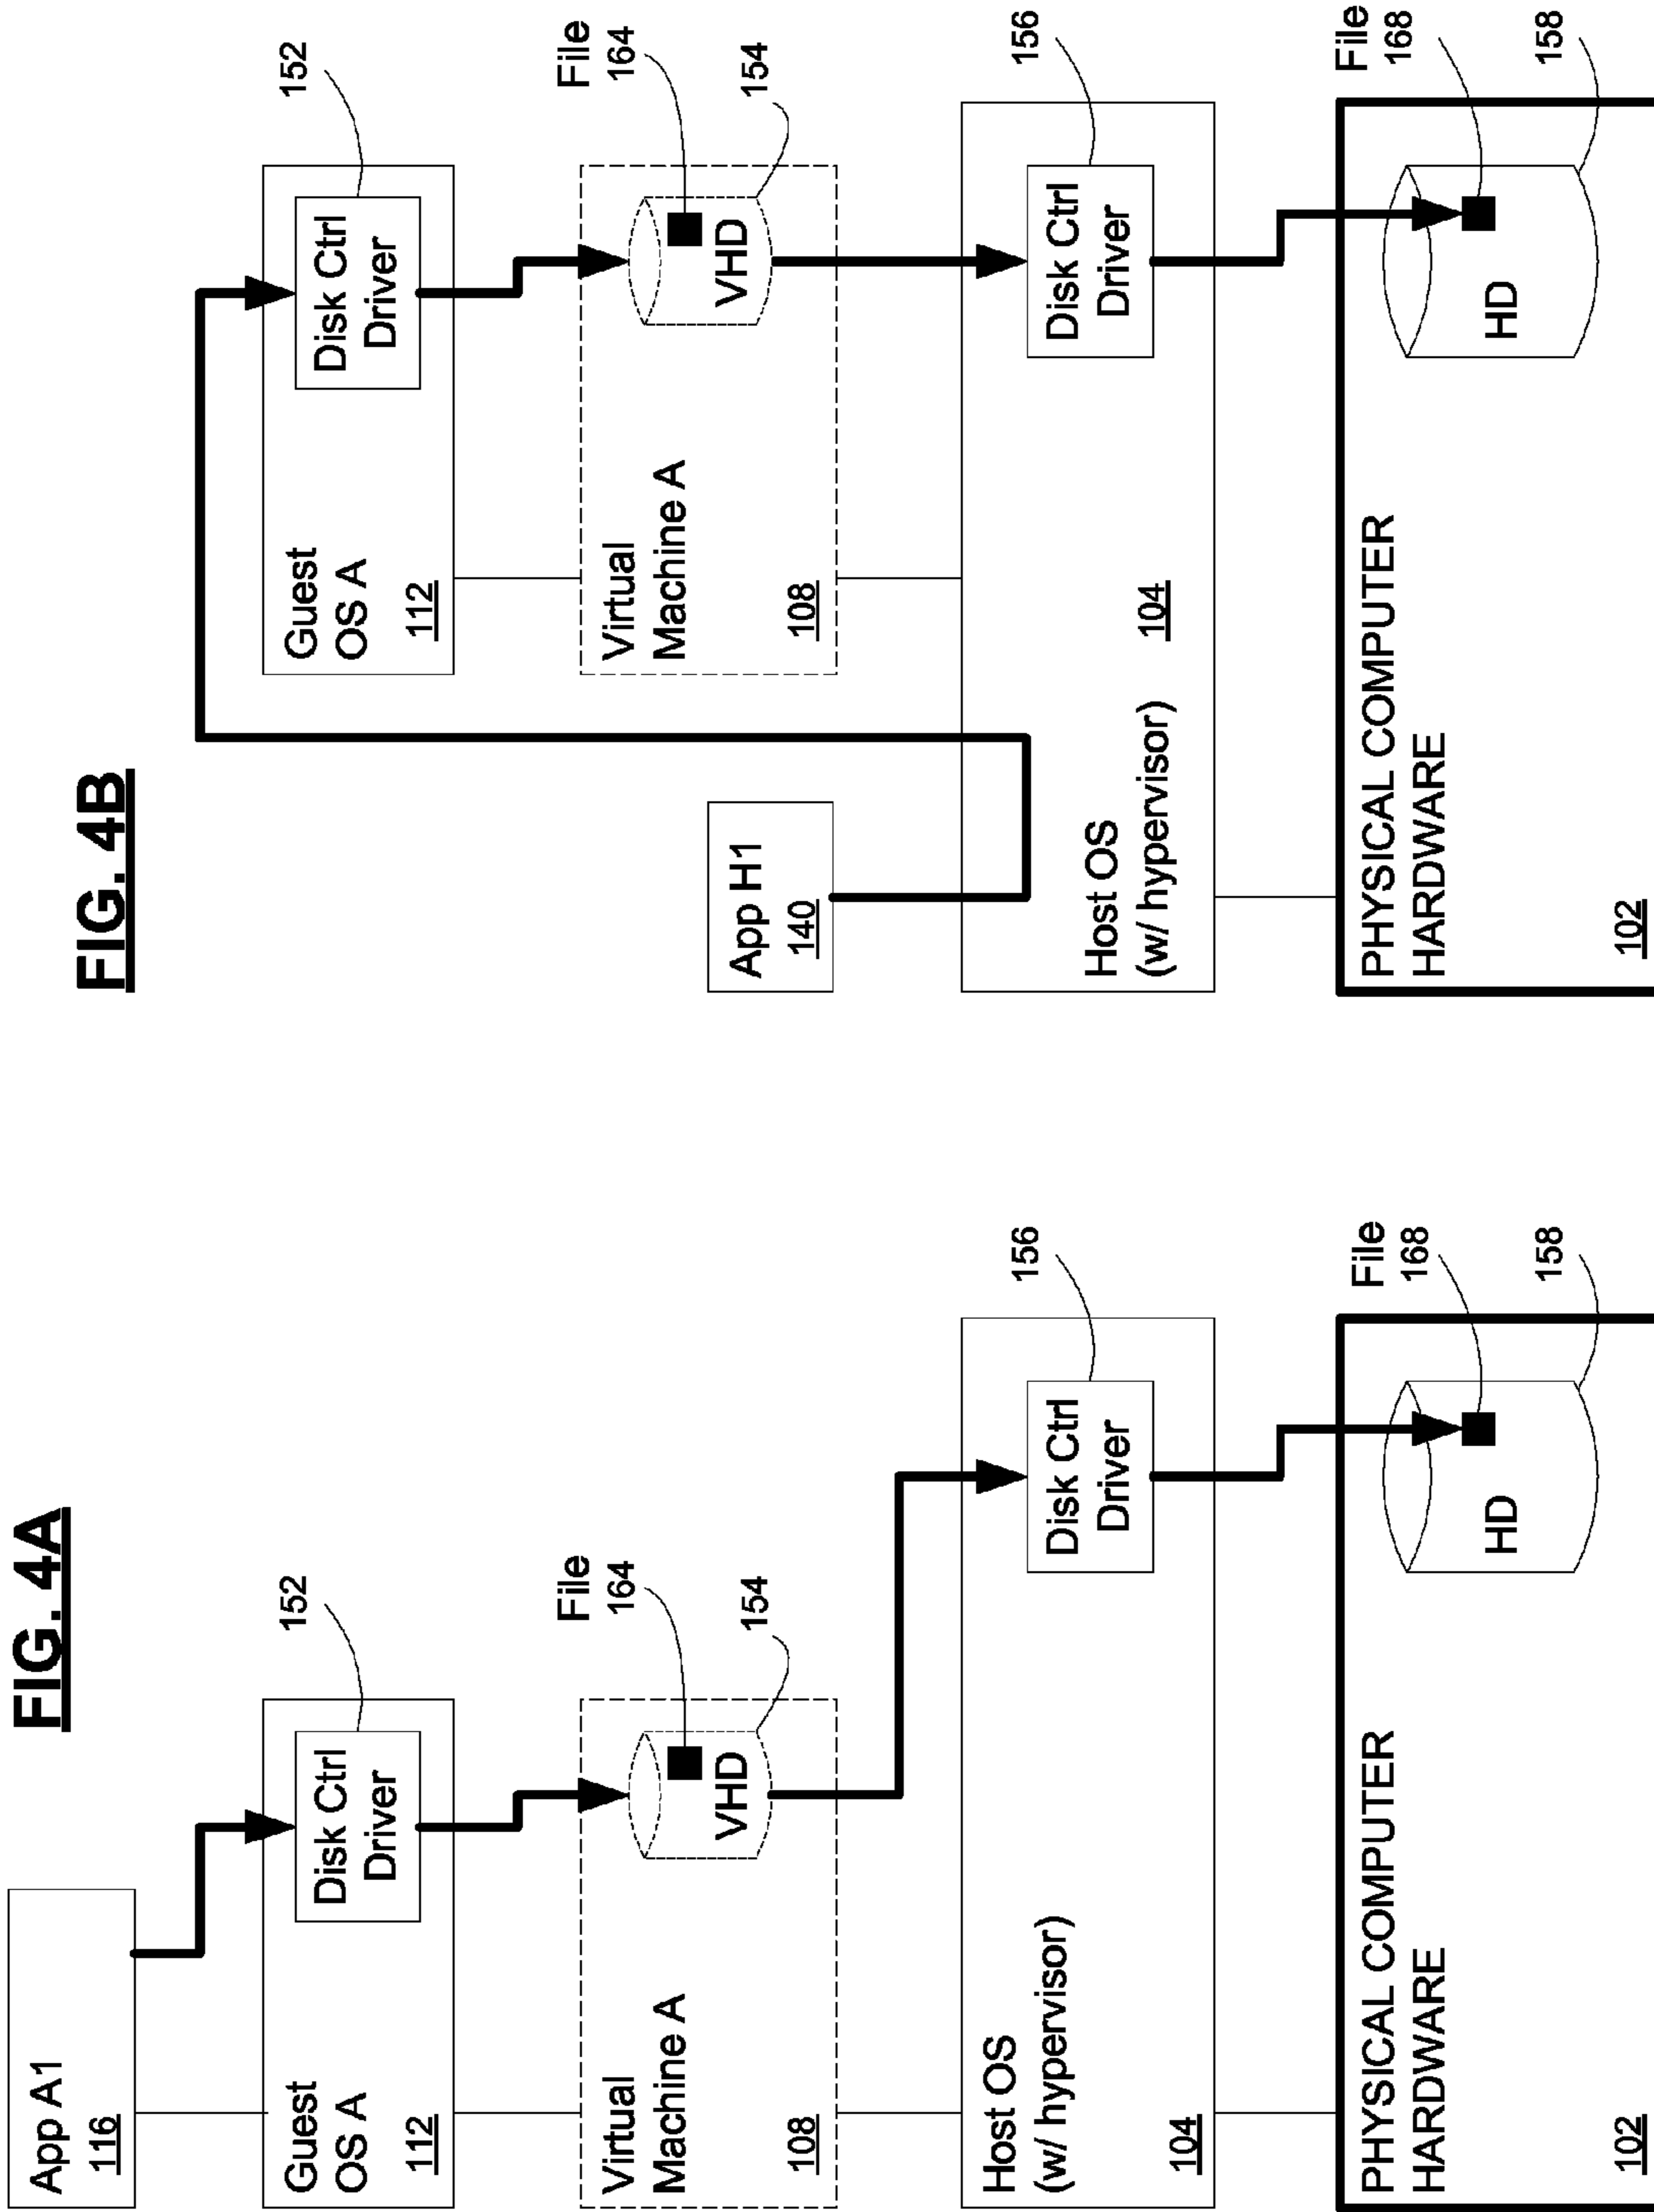 FIG. 4A
App A1
116
Guest
OS A
112
Disk Ctrl
Driver
152
Virtual
Machine A
108
VHD
File
164
154
Host OS
(w/ hypervisor)
104
Disk Ctrl
Driver
156
PHYSICAL COMPUTER
HARDWARE
102
HD
File
168
158
FIG. 4B
Guest
OS A
112
Disk Ctrl
Driver
152
Virtual
Machine A
108
VHD
File
164
154
App H1
140
Host OS
(w/ hypervisor)
104
Disk Ctrl
Driver
156
PHYSICAL COMPUTER
HARDWARE
102
HD
File
168
158